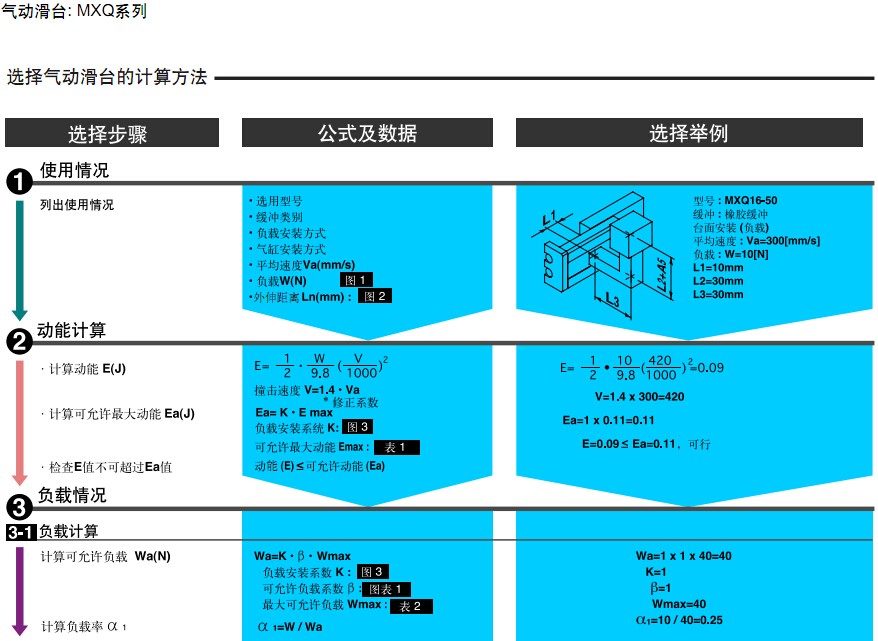 气动滑台: MXQ系列
选择气动滑台的计算方法
选择步骤
公式及数据
选择举例
1 使用情况
列出使用情况
·选用型号
·缓冲类别
·负载安装方式
·气缸安装方式
·平均速度Va(mm/s)
·负载W(N) 图 1
·外伸距离Ln(mm) : 图 2
L1
L2+A5
L3
型号 : MXQ16-50
缓冲 : 橡胶缓冲
台面安装 (负载)
平均速度 : Va=300[mm/s]
负载 : W=10[N]
L1=10mm
L2=30mm
L3=30mm
2 动能计算
·计算动能 E(J)
·计算可允许最大动能 Ea(J)
·检查E值不可超过Ea值
E= 1/2 · W/9.8 (V/1000)²
撞击速度 V=1.4・Va
* 修正系数
Ea= K・E max
负载安装系统 K: 图 3
可允许最大动能 Emax : 表 1
动能 (E) ≤ 可允许动能 (Ea)
E= 1/2 • 10/9.8 (420/1000)²=0.09
V=1.4 x 300=420
Ea=1 x 0.11=0.11
E=0.09 ≤ Ea=0.11 , 可行
3 负载情况
3-1 负载计算
计算可允许负载 Wa(N)
计算负载率 α 1
Wa=K・β・Wmax
负载安装系数 K : 图 3
可允许负载系数 β : 图表 1
最大可允许负载 Wmax : 表 2
α 1=W / Wa
Wa=1 x 1 x 40=40
K=1
β=1
Wmax=40
α1=10 / 40=0.25